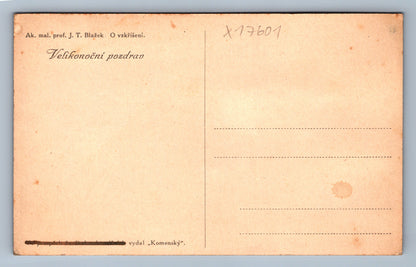 Ak. mal. prof. J. T. Blažek O vzkříšení.
X17601
Velikonoční pozdrav
vydal „Komenský".